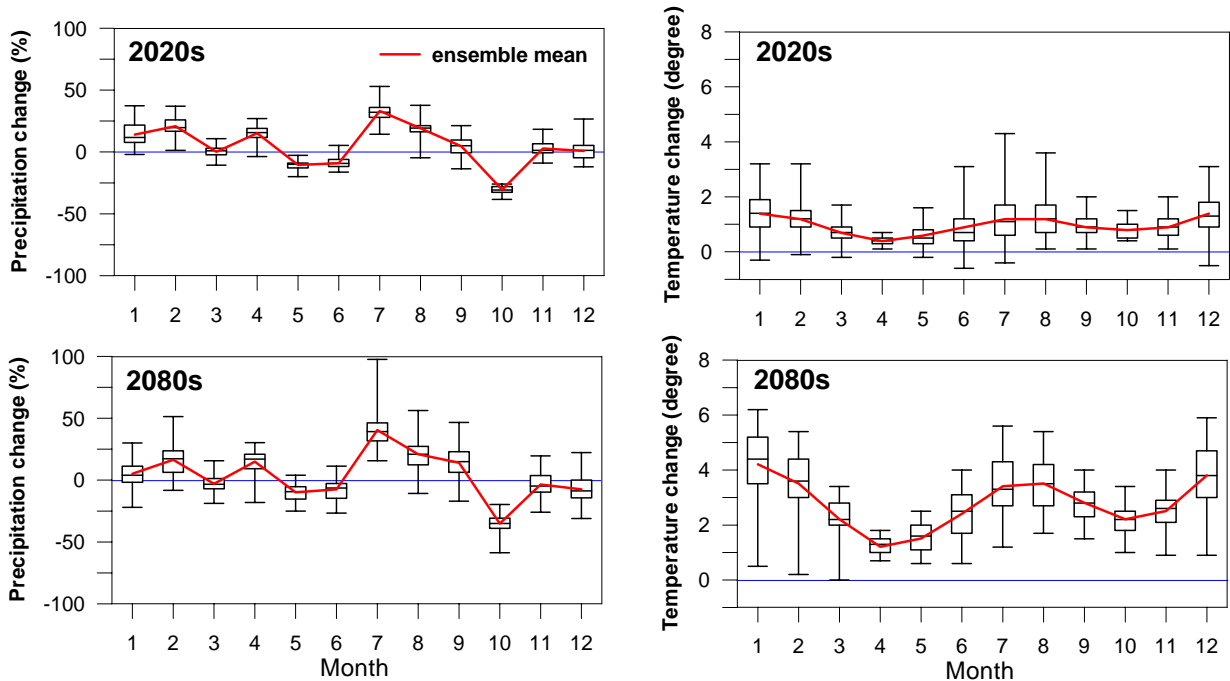 Precipitation change (%)
100
50
0
-50
-100
2020s
ensemble mean
1 2 3 4 5 6 7 8 9 10 11 12
Temperature change (degree)
8
6
4
2
0
2020s
1 2 3 4 5 6 7 8 9 10 11 12
Precipitation change (%)
100
50
0
-50
-100
2080s
1 2 3 4 5 6 7 8 9 10 11 12
Month
Temperature change (degree)
8
6
4
2
0
2080s
1 2 3 4 5 6 7 8 9 10 11 12
Month